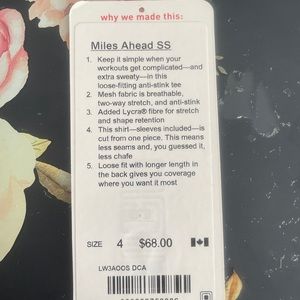 why we made this:
Miles Ahead SS
1. Keep it simple when your
workouts get complicated—and
extra sweaty—in this
loose-fitting anti-stink tee
2. Mesh fabric is breathable,
two-way stretch, and anti-stink
3. Added Lycra® fibre for stretch
and shape retention
4. This shirt—sleeves included—is
cut from one piece. This means
less seams and, you guessed it,
less chafe
5. Loose fit with longer length in
the back gives you coverage
where you want it most
SIZE 4 $68.00
LW3AOOS DCA